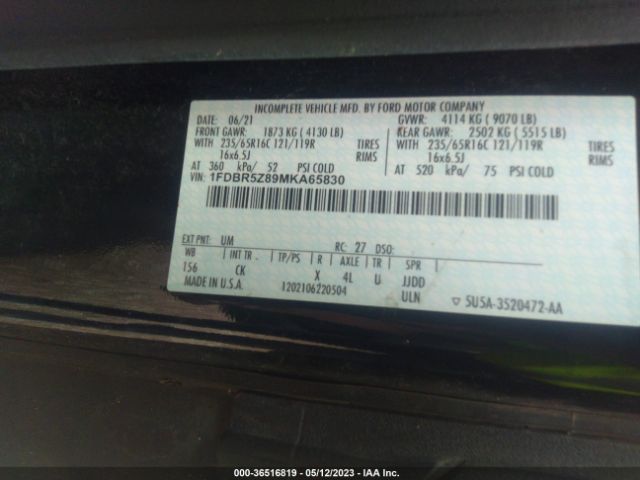 INCOMPLETE VEHICLE MFD. BY FORD MOTOR COMPANY
DATE: 06/21 GVWR: 4114 KG ( 9070 LB)
FRONT GAWR: 1873 KG ( 4130 LB) REAR GAWR: 2502 KG ( 5515 LB)
WITH 235/65R16C 121/119R TIRES WITH 235/65R16C 121/119R TIRES
16x6.5J RIMS 16x6.5J RIMS
AT 360 kPa/ 52 PSI COLD AT 520 kPa/ 75 PSI COLD
VIN: 1FDBR5Z89MKA65830
EXT PNT: UM RC: 27 DSO:
WB INT TR TP/PS R AXLE TR SPR
156 CK X 4L U JJDD
MADE IN U.S.A. 1202106220504 ULN ▽ 5U5A-3520472-AA
000-36516819 - 05/12/2023 - IAA Inc.